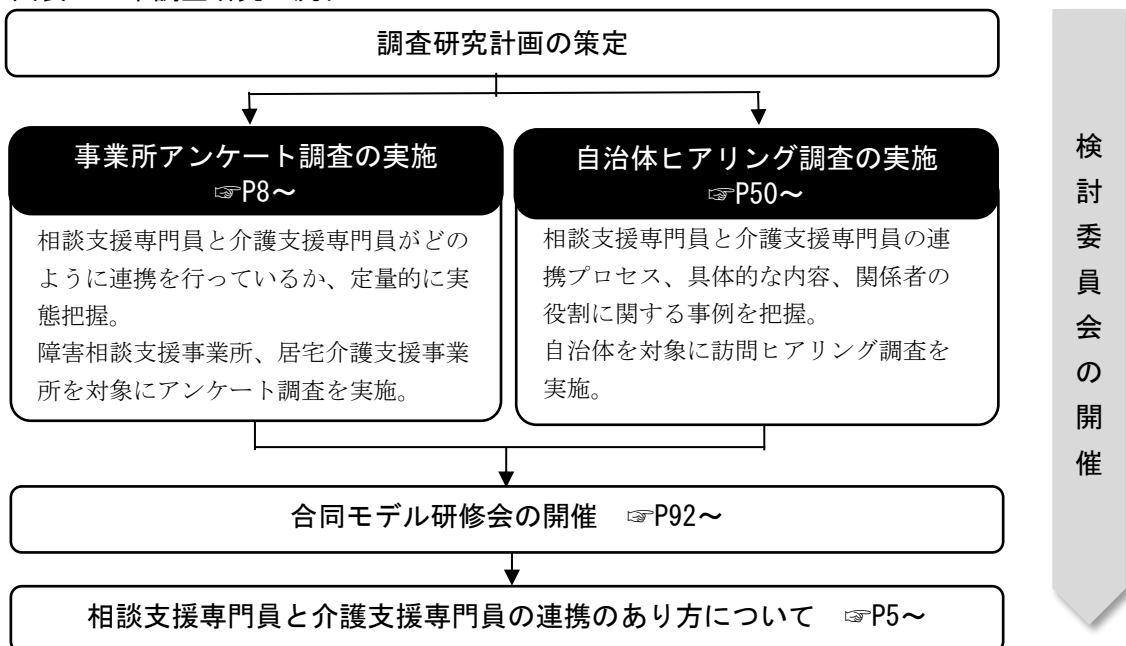 調査研究計画の策定
事業所アンケート調査の実施
☞P8～
相談支援専門員と介護支援専門員がどの
ように連携を行っているか、定量的に実
態把握。
障害相談支援事業所、居宅介護支援事業
所を対象にアンケート調査を実施。
自治体ヒアリング調査の実施
☞P50～
相談支援専門員と介護支援専門員の連
携プロセス、具体的な内容、関係者の
役割に関する事例を把握。
自治体を対象に訪問ヒアリング調査を
実施。
合同モデル研修会の開催　☞P92～
相談支援専門員と介護支援専門員の連携のあり方について　☞P5～
検討委員会の開催